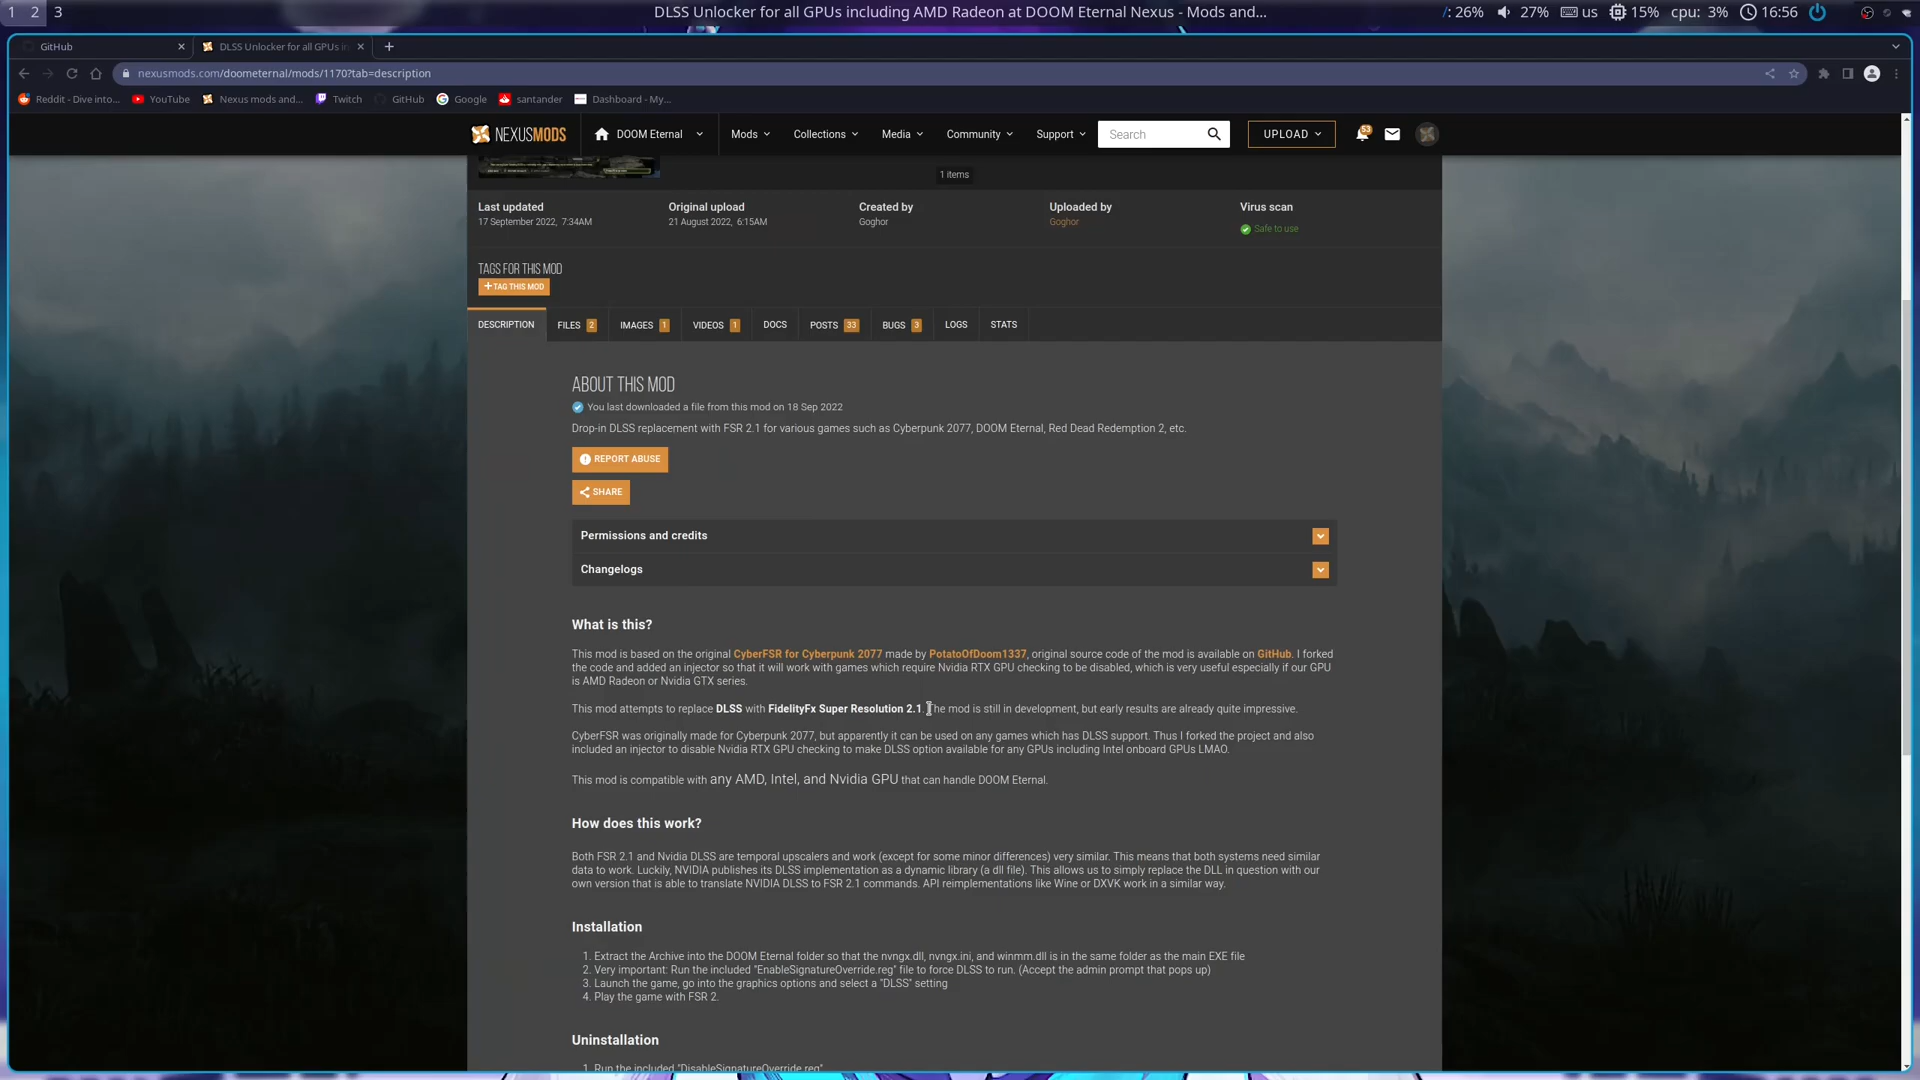 1 2 3
DLSS Unlocker for all GPUs including AMD Radeon at DOOM Eternal Nexus - Mods and...
/: 26% 27% us 15% cpu: 3% 16:56
GitHub
DLSS Unlocker for all GPUs i
nexusmods.com/doometernal/mods/1170?tab=description
Reddit - Dive into... YouTube Nexus mods and... Twitch GitHub Google santander Dashboard - My...
NEXUSMODS DOOM Eternal Mods Collections Media Community Support Search UPLOAD 53
1 items
Last updated Original upload Created by Uploaded by Virus scan
17 September 2022, 7:34AM 21 August 2022, 6:15AM Goghor Goghor Safe to use
TAGS FOR THIS MOD
+TAG THIS MOD
DESCRIPTION FILES 2 IMAGES 1 VIDEOS 1 DOCS POSTS 33 BUGS 3 LOGS STATS
ABOUT THIS MOD
You last downloaded a file from this mod on 18 Sep 2022
Drop-in DLSS replacement with FSR 2.1 for various games such as Cyberpunk 2077, DOOM Eternal, Red Dead Redemption 2, etc.
REPORT ABUSE
SHARE
Permissions and credits
Changelogs
What is this?
This mod is based on the original CyberFSR for Cyberpunk 2077 made by PotatoOfDoom1337, original source code of the mod is available on GitHub. I forked
the code and added an injector so that it will work with games which require Nvidia RTX GPU checking to be disabled, which is very useful especially if our GPU
is AMD Radeon or Nvidia GTX series.
This mod attempts to replace DLSS with FidelityFx Super Resolution 2.1. The mod is still in development, but early results are already quite impressive.
CyberFSR was originally made for Cyberpunk 2077, but apparently it can be used on any games which has DLSS support. Thus I forked the project and also
included an injector to disable Nvidia RTX GPU checking to make DLSS option available for any GPUs including Intel onboard GPUs LMAO.
This mod is compatible with any AMD, Intel, and Nvidia GPU that can handle DOOM Eternal.
How does this work?
Both FSR 2.1 and Nvidia DLSS are temporal upscalers and work (except for some minor differences) very similar. This means that both systems need similar
data to work. Luckily, NVIDIA publishes its DLSS implementation as a dynamic library (a dll file). This allows us to simply replace the DLL in question with our
own version that is able to translate NVIDIA DLSS to FSR 2.1 commands. API reimplementations like Wine or DXVK work in a similar way.
Installation
1. Extract the Archive into the DOOM Eternal folder so that the nvngx.dll, nvngx.ini, and winmm.dll is in the same folder as the main EXE file
2. Very important: Run the included "EnableSignatureOverride.reg" file to force DLSS to run. (Accept the admin prompt that pops up)
3. Launch the game, go into the graphics options and select a "DLSS" setting
4. Play the game with FSR 2.
Uninstallation
1. Run the included "DisableSignatureOverride.reg"